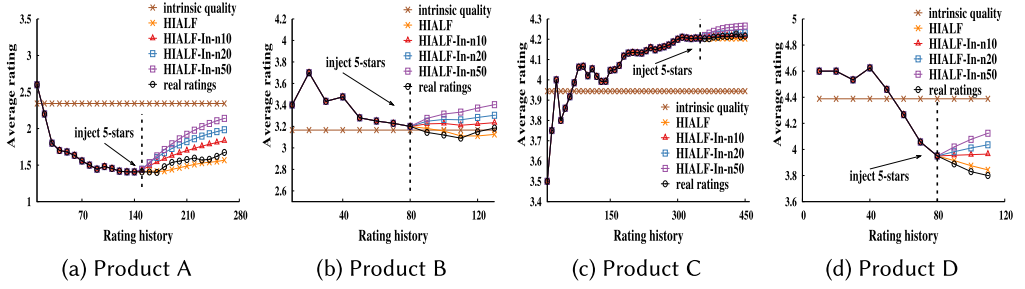 3.5
3
2.5
2
1.5
1
70
140
210
280
Average rating
Rating history
intrinsic quality
HIALF
HIALF-In-n10
HIALF-In-n20
HIALF-In-n50
real ratings
inject 5-stars
(a) Product A
4.2
4
3.8
3.6
3.4
3.2
3
2.8
2.6
0
40
80
120
Average rating
Rating history
intrinsic quality
HIALF
HIALF-In-n10
HIALF-In-n20
HIALF-In-n50
real ratings
inject 5-stars
(b) Product B
4.3
4.2
4.1
4
3.9
3.8
3.7
3.6
3.5
3.4
150
300
450
Average rating
Rating history
inject 5-stars
intrinsic quality
HIALF
HIALF-In-n10
HIALF-In-n20
HIALF-In-n50
real ratings
(c) Product C
5
4.8
4.6
4.4
4.2
4
3.8
3.6
0
40
80
120
Average rating
Rating history
intrinsic quality
HIALF
HIALF-In-n10
HIALF-In-n20
HIALF-In-n50
real ratings
inject 5-stars
(d) Product D